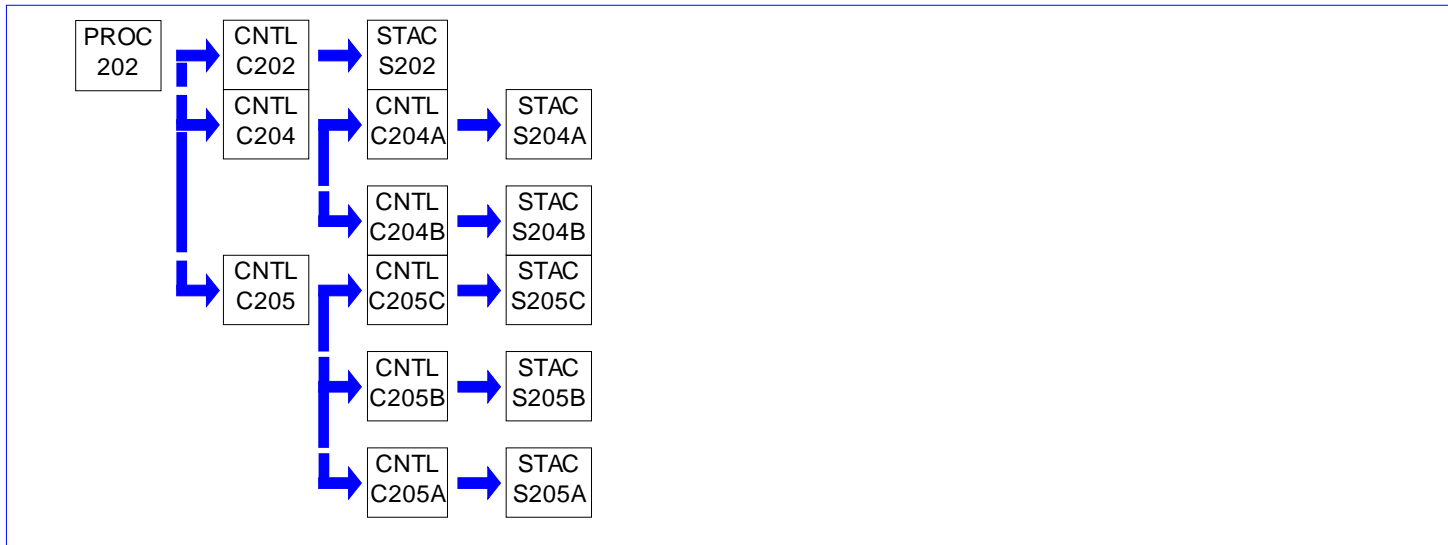 PROC
202
CNTL
C202
STAC
S202
CNTL
C204
CNTL
C204A
STAC
S204A
CNTL
C204B
STAC
S204B
CNTL
C205
CNTL
C205C
STAC
S205C
CNTL
C205B
STAC
S205B
CNTL
C205A
STAC
S205A